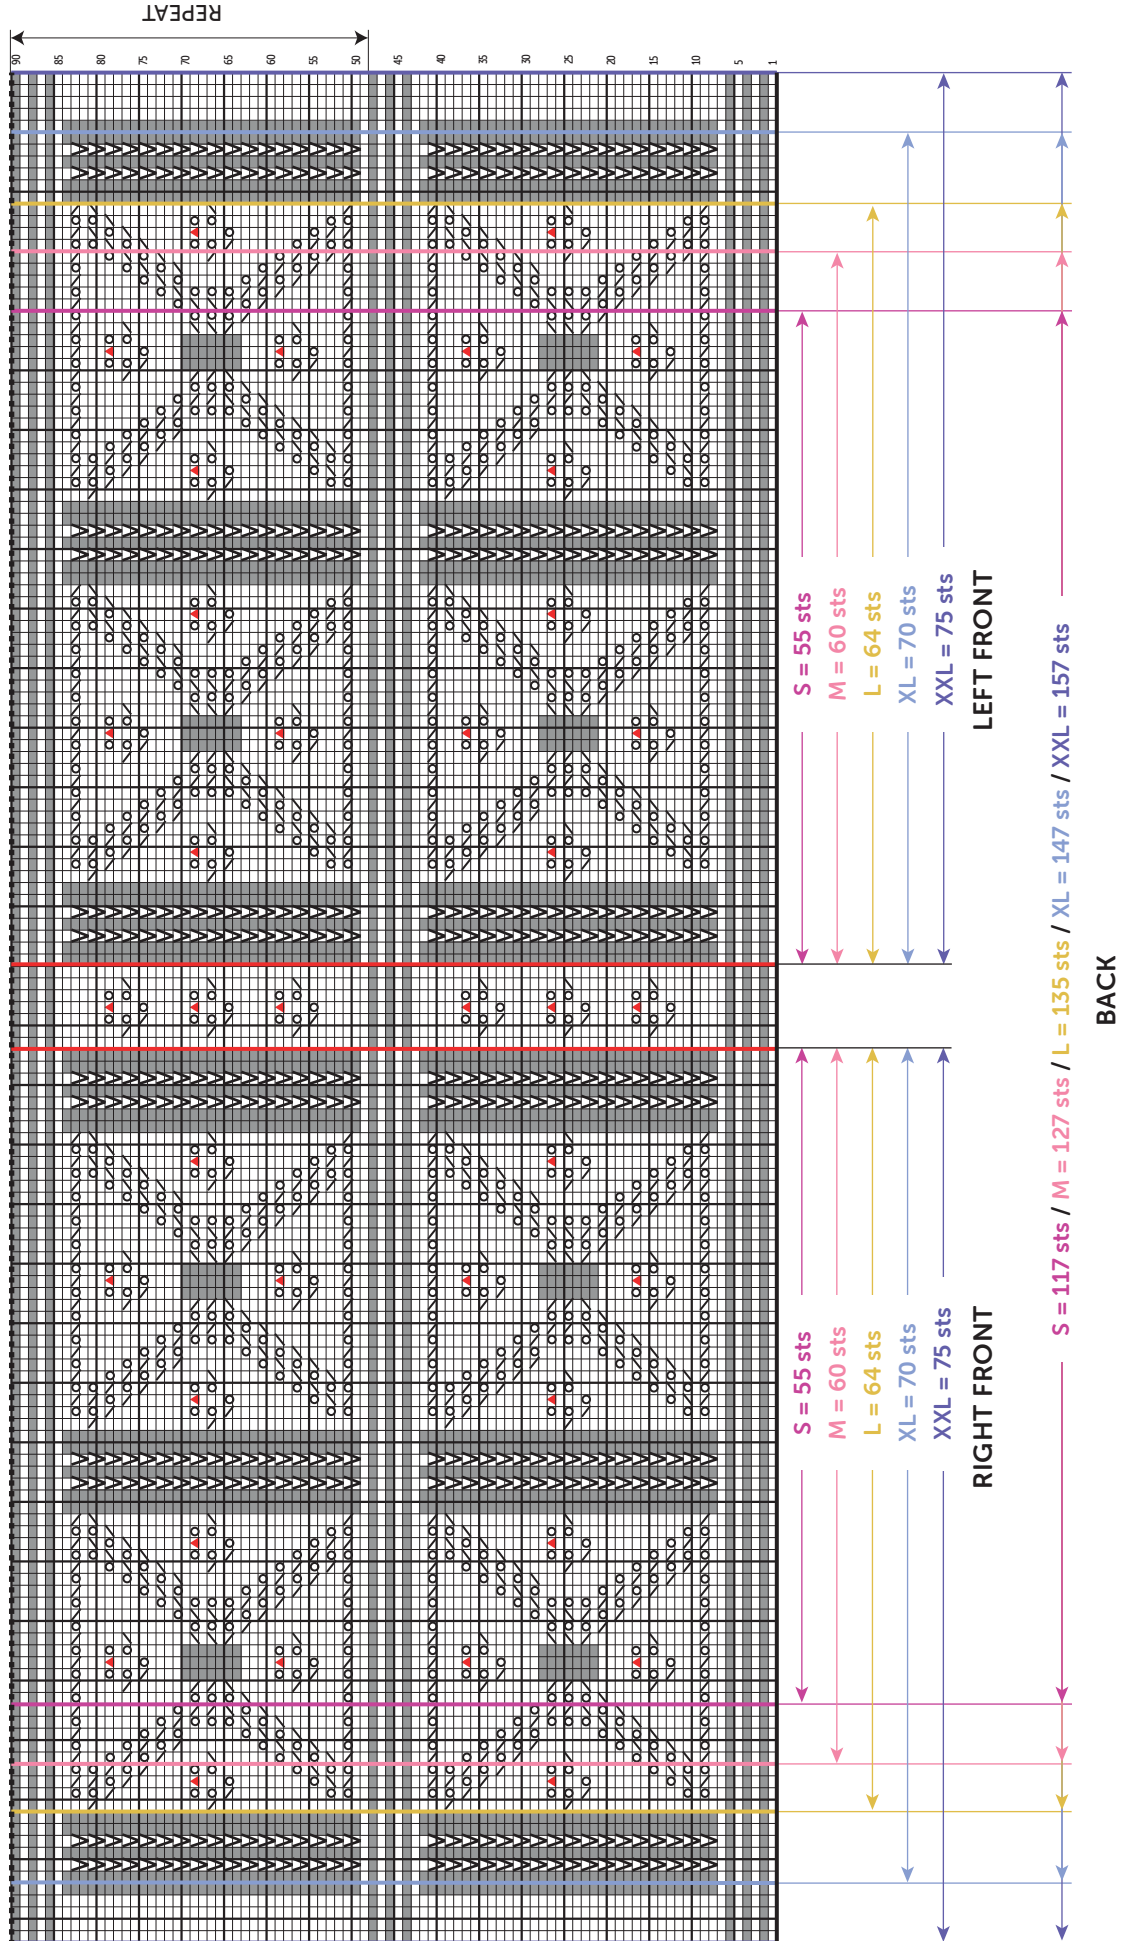 REPEAT
90
85
80
75
70
65
60
55
50
45
40
35
30
25
20
15
10
5
1
S = 55 sts
M = 60 sts
L = 64 sts
XL = 70 sts
XXL = 75 sts
LEFT FRONT
S = 55 sts
M = 60 sts
L = 64 sts
XL = 70 sts
XXL = 75 sts
RIGHT FRONT
S = 117 sts / M = 127 sts / L = 135 sts / XL = 147 sts / XXL = 157 sts
BACK